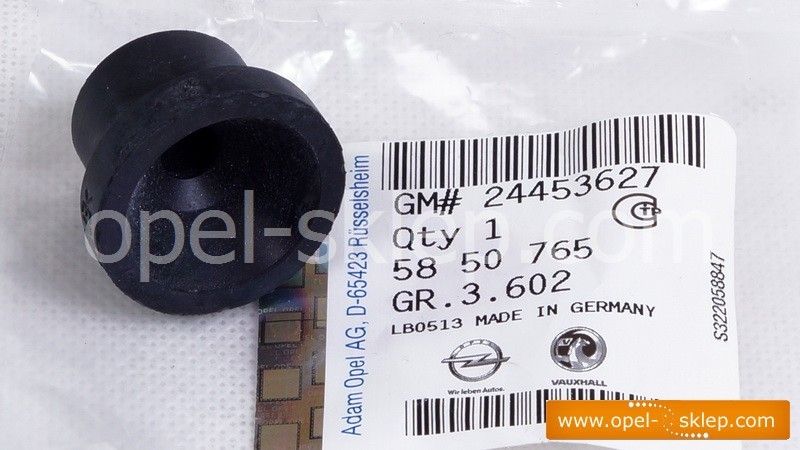 GM# 24453627
Qty 1
58 50 765
GR.3.602
LB0513 MADE IN GERMANY
Wir leben Autos.
VAUXHALL
Adam Opel AG, D-65423 Rüsselsheim
S322058847
opel-sklep.com
www.opel-sklep.com